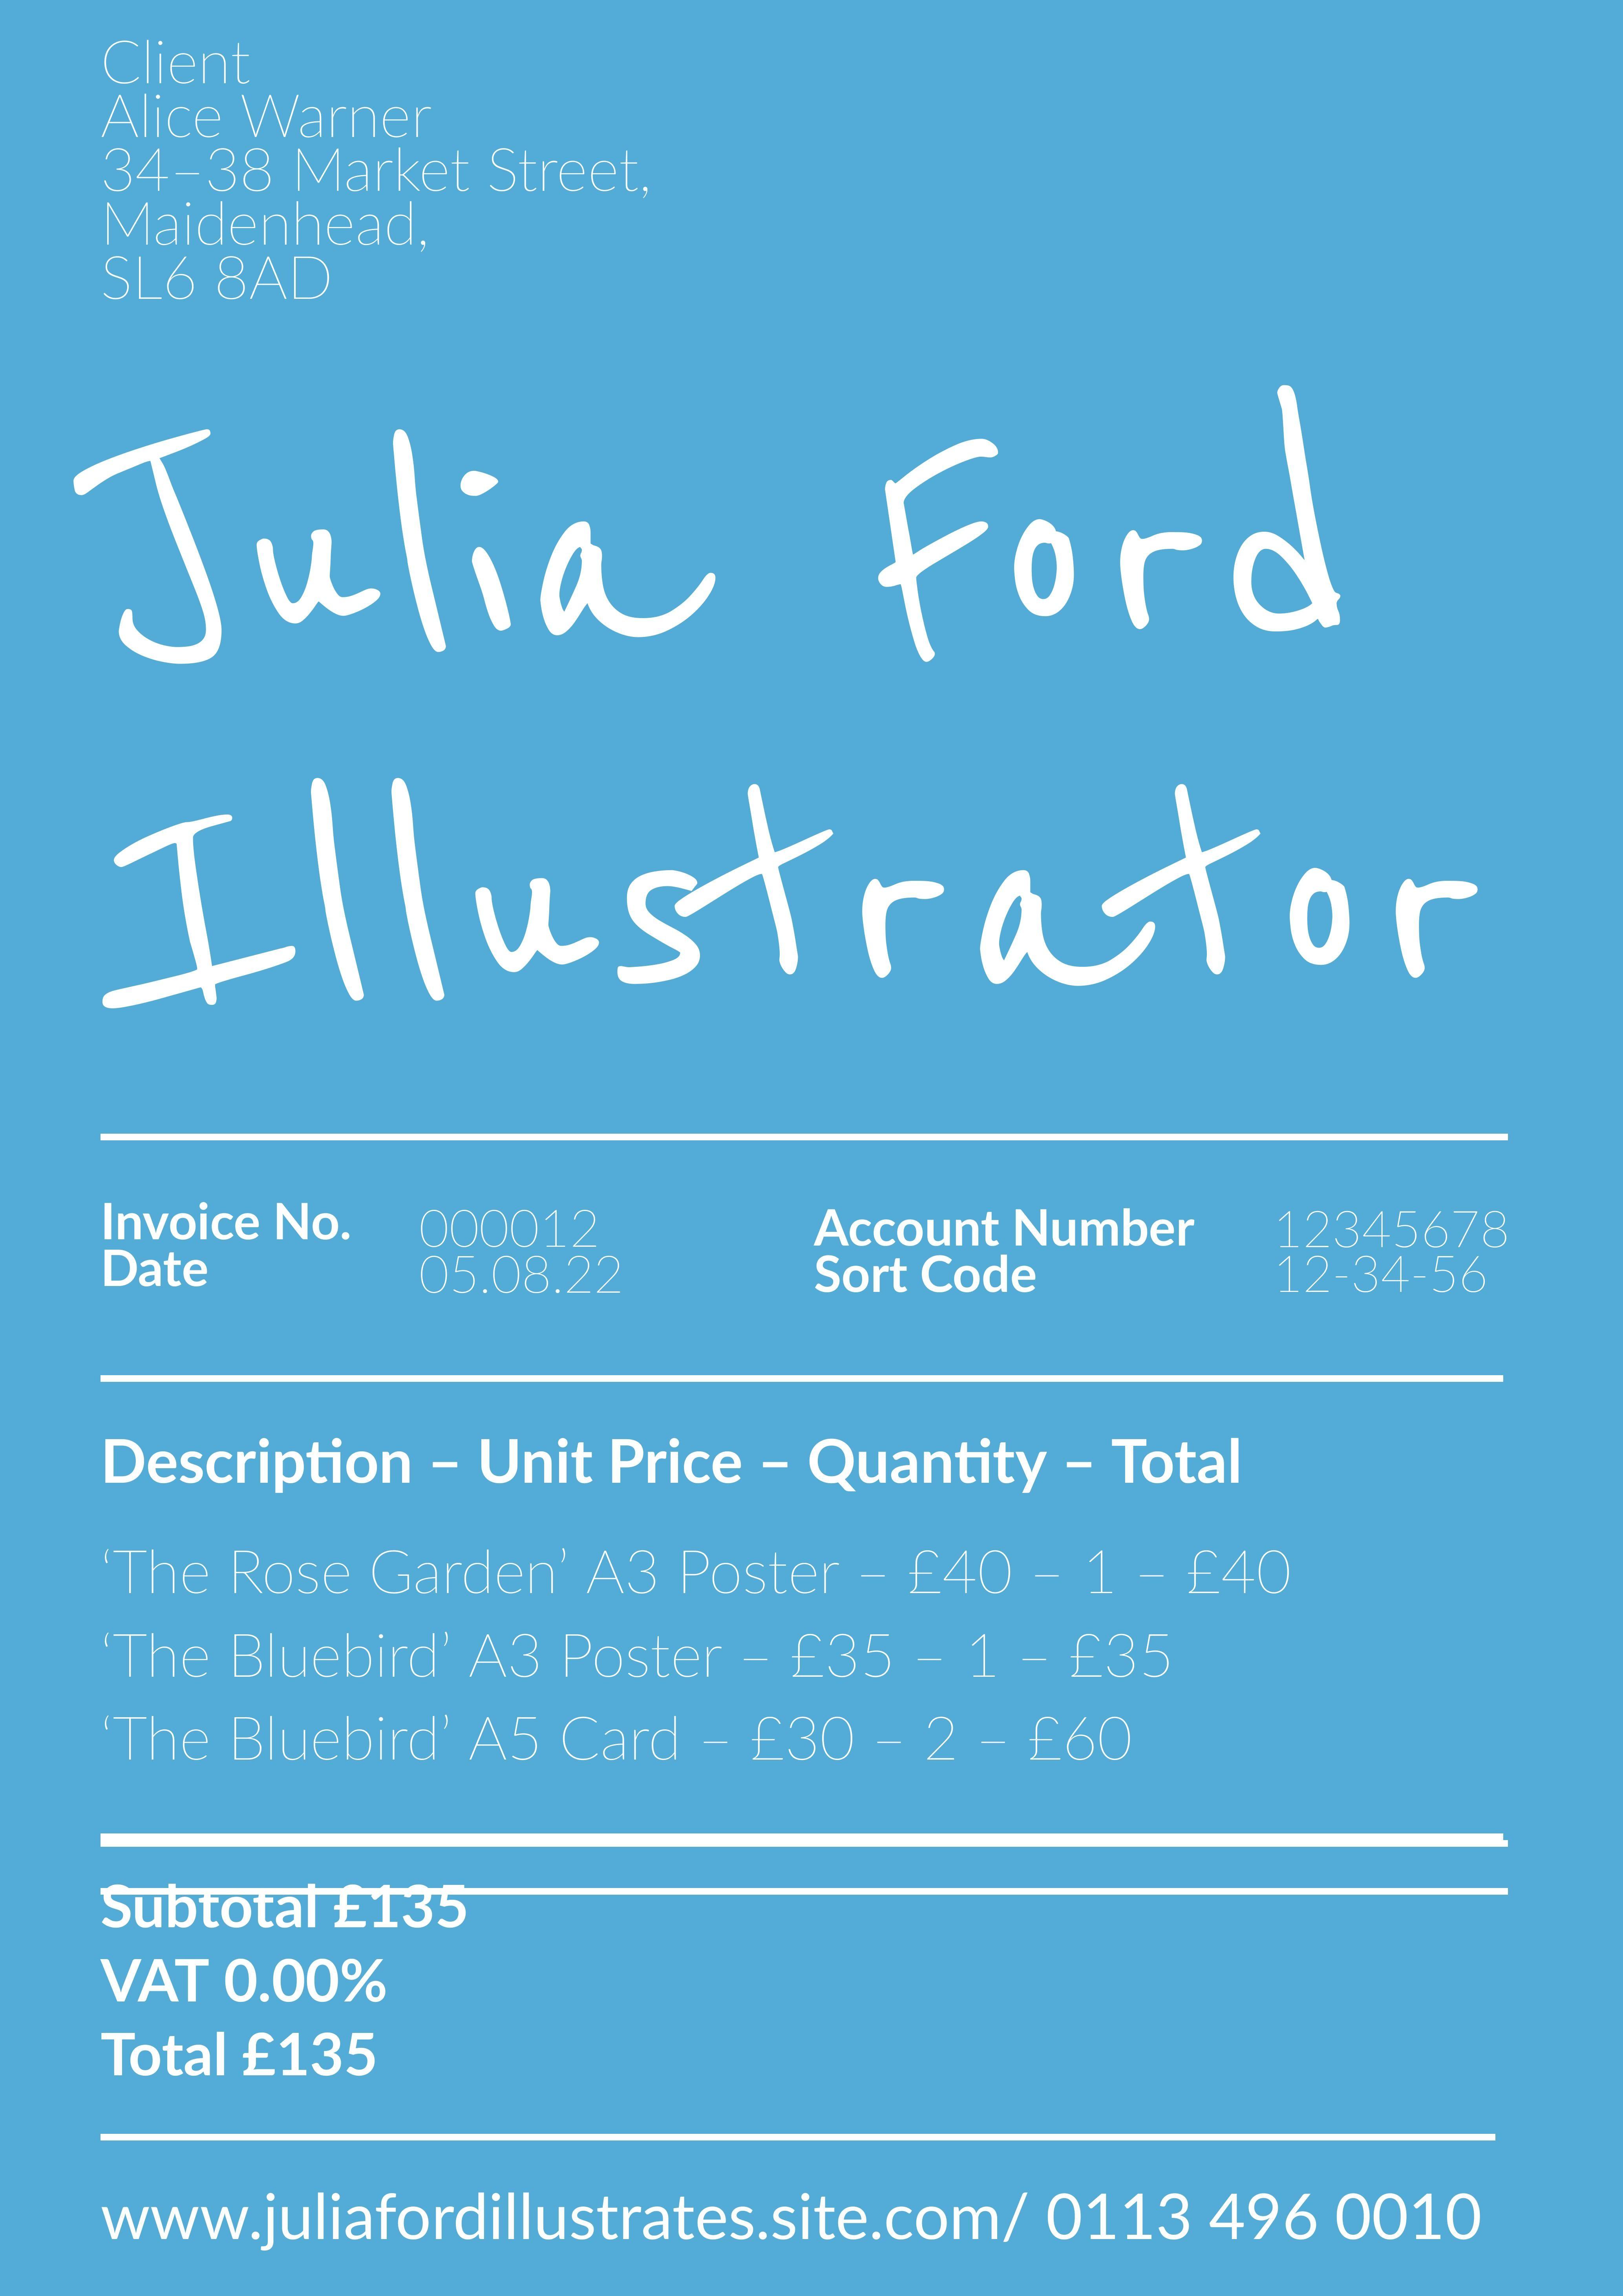 Client
Alice Warner
34–38 Market Street,
Maidenhead,
SL6 8AD
Julia Ford
Illustrator
Invoice No. 000012
Date 05.08.22
Account Number 12345678
Sort Code 12-34-56
Description – Unit Price – Quantity – Total
‘The Rose Garden’ A3 Poster – £40 – 1 – £40
‘The Bluebird’ A3 Poster – £35 – 1 – £35
‘The Bluebird’ A5 Card – £30 – 2 – £60
Subtotal £135
VAT 0.00%
Total £135
www.juliafordillustrates.site.com/ 0113 496 0010